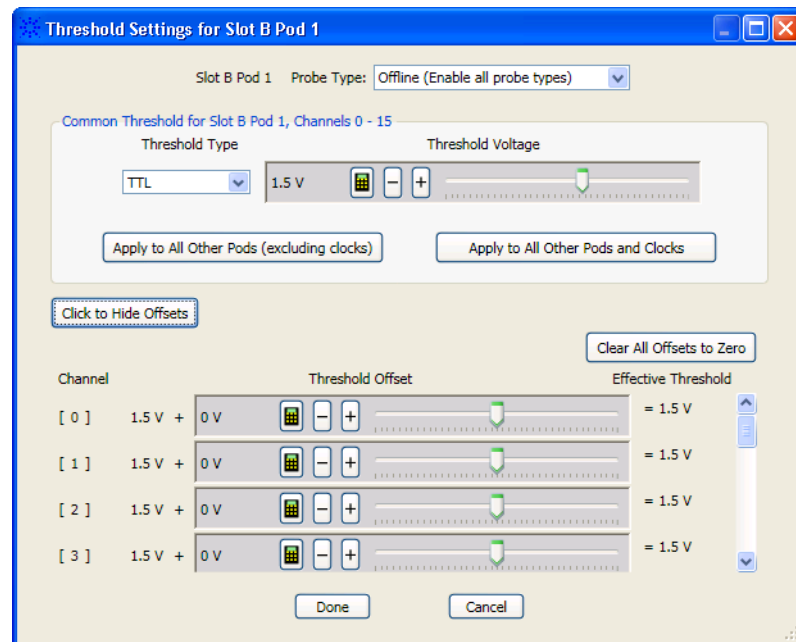 Threshold Settings for Slot B Pod 1
Slot B Pod 1 Probe Type: Offline (Enable all probe types)
Common Threshold for Slot B Pod 1, Channels 0 - 15
Threshold Type Threshold Voltage
TTL 1.5 V - +
Apply to All Other Pods (excluding clocks) Apply to All Other Pods and Clocks
Click to Hide Offsets
Clear All Offsets to Zero
Channel Threshold Offset Effective Threshold
[ 0 ] 1.5 V + 0 V - + = 1.5 V
[ 1 ] 1.5 V + 0 V - + = 1.5 V
[ 2 ] 1.5 V + 0 V - + = 1.5 V
[ 3 ] 1.5 V + 0 V - + = 1.5 V
Done Cancel